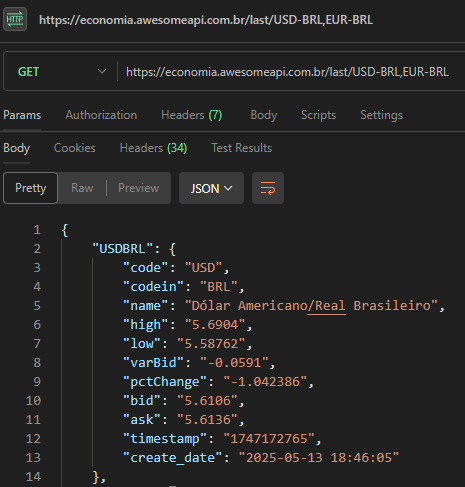 HTTP https://economia.awesomeapi.com.br/last/USD-BRL,EUR-BRL
GET https://economia.awesomeapi.com.br/last/USD-BRL,EUR-BRL
Params Authorization Headers (7) Body Scripts Settings
Body Cookies Headers (34) Test Results
Pretty Raw Preview JSON
1 {
2 "USDBRL": {
3 "code": "USD",
4 "codein": "BRL",
5 "name": "Dólar Americano/Real Brasileiro",
6 "high": "5.6904",
7 "low": "5.58762",
8 "varBid": "-0.0591",
9 "pctChange": "-1.042386",
10 "bid": "5.6106",
11 "ask": "5.6136",
12 "timestamp": "1747172765",
13 "create_date": "2025-05-13 18:46:05"
14 },